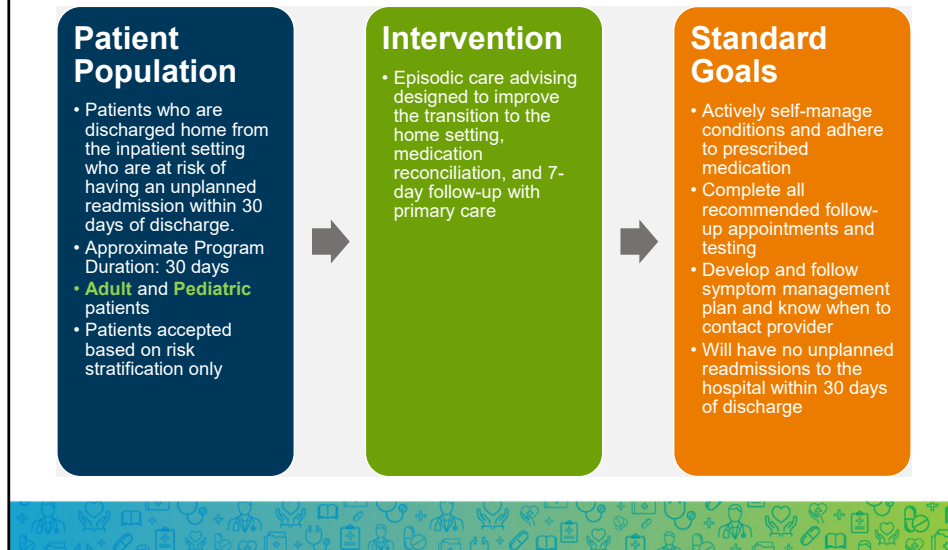 Patient
Population
• Patients who are
discharged home from
the inpatient setting
who are at risk of
having an unplanned
readmission within 30
days of discharge.
• Approximate Program
Duration: 30 days
• Adult and Pediatric
patients
• Patients accepted
based on risk
stratification only
Intervention
• Episodic care advising
designed to improve
the transition to the
home setting,
medication
reconciliation, and 7-
day follow-up with
primary care
Standard
Goals
• Actively self-manage
conditions and adhere
to prescribed
medication
• Complete all
recommended follow-
up appointments and
testing
• Develop and follow
symptom management
plan and know when to
contact provider
• Will have no unplanned
readmissions to the
hospital within 30 days
of discharge